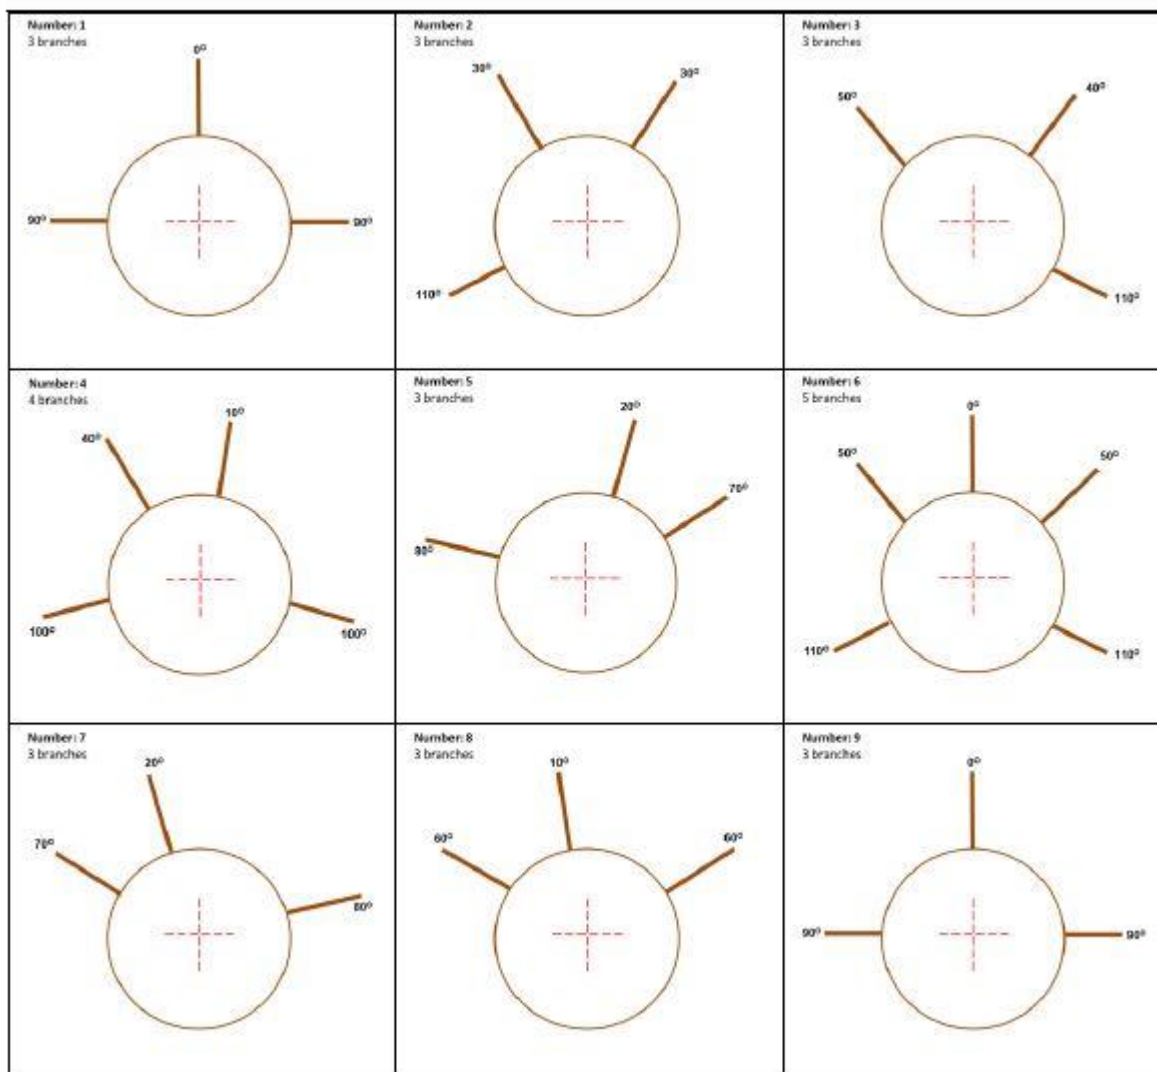 Number: 1
3 branches
0º
90º
90º
Number: 2
3 branches
30º
30º
110º
Number: 3
3 branches
50º
40º
110º
Number: 4
4 branches
40º
10º
100º
100º
Number: 5
3 branches
20º
70º
80º
Number: 6
5 branches
0º
50º
50º
110º
110º
Number: 7
3 branches
20º
70º
80º
Number: 8
3 branches
10º
60º
60º
Number: 9
3 branches
0º
90º
90º